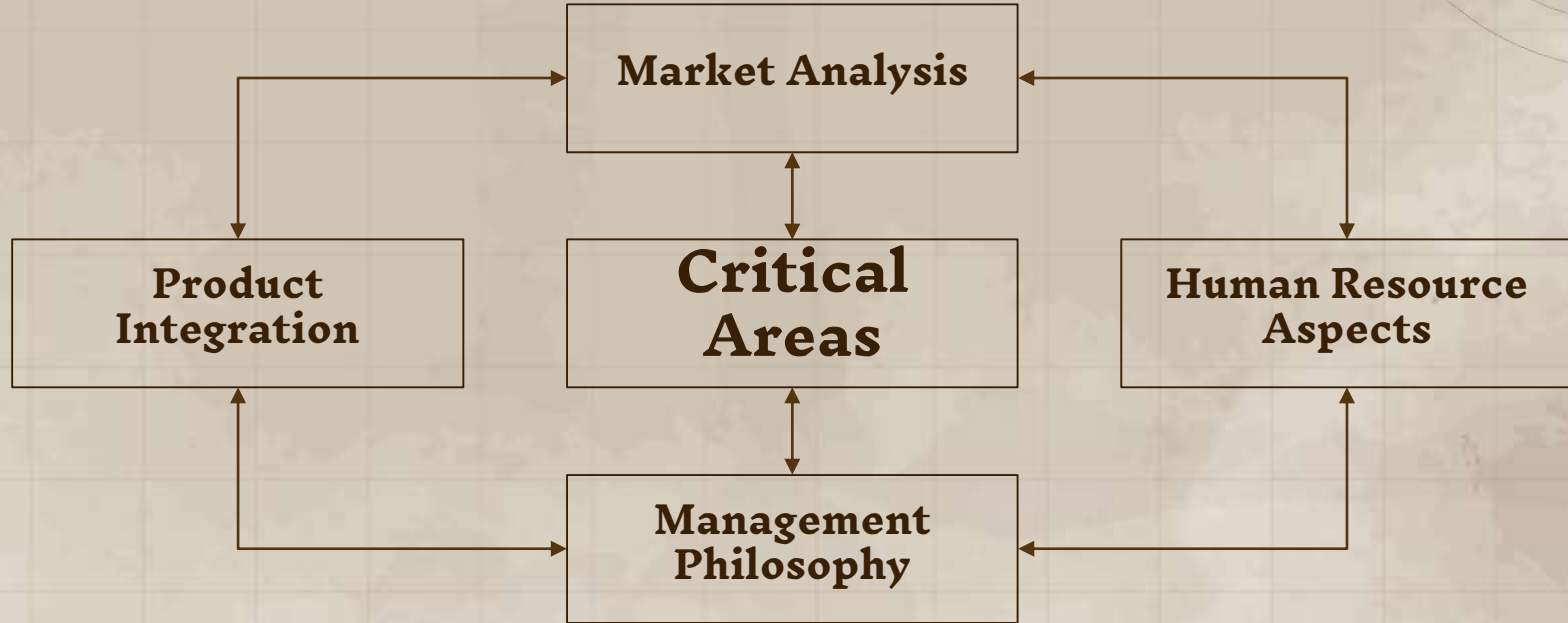 Market Analysis
Product
Integration
Critical
Areas
Human Resource
Aspects
Management
Philosophy